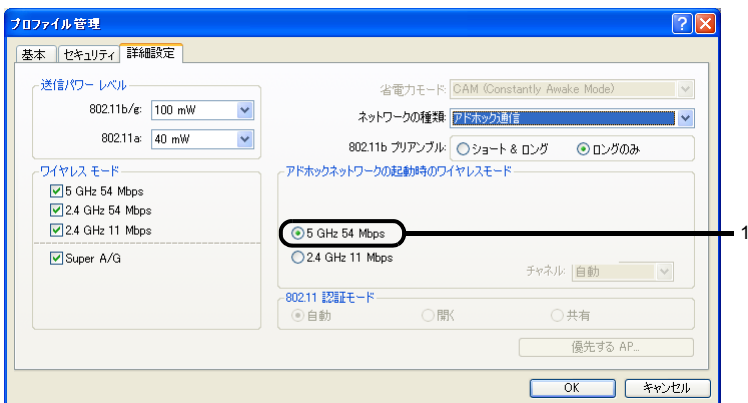 プロファイル管理
基本 セキュリティ 詳細設定
送信パワー レベル
802.11b/g: 100 mW
802.11a: 40 mW
省電力モード: CAM (Constantly Awake Mode)
ネットワークの種類: アドホック通信
802.11b プリアンブル: ショート & ロング ロングのみ
ワイヤレス モード
5 GHz 54 Mbps
2.4 GHz 54 Mbps
2.4 GHz 11 Mbps
Super A/G
アドホックネットワークの起動時のワイヤレスモード
5 GHz 54 Mbps
2.4 GHz 11 Mbps
チャネル: 自動
1
802.11 認証モード
自動 開く 共有
優先する AP...
OK キャンセル